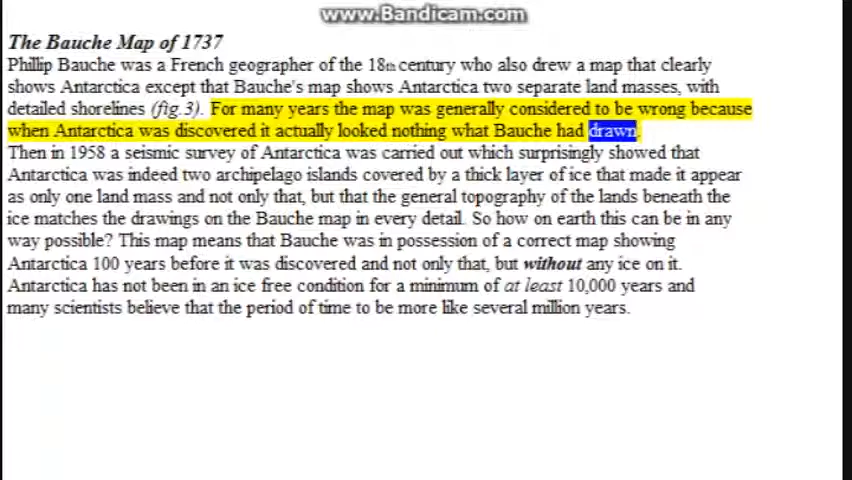 www.Bandicam.com
The Bauche Map of 1737
Phillip Bauche was a French geographer of the 18th century who also drew a map that clearly
shows Antarctica except that Bauche's map shows Antarctica two separate land masses, with
detailed shorelines (fig.3). For many years the map was generally considered to be wrong because
when Antarctica was discovered it actually looked nothing what Bauche had drawn.
Then in 1958 a seismic survey of Antarctica was carried out which surprisingly showed that
Antarctica was indeed two archipelago islands covered by a thick layer of ice that made it appear
as only one land mass and not only that, but that the general topography of the lands beneath the
ice matches the drawings on the Bauche map in every detail. So how on earth this can be in any
way possible? This map means that Bauche was in possession of a correct map showing
Antarctica 100 years before it was discovered and not only that, but without any ice on it.
Antarctica has not been in an ice free condition for a minimum of at least 10,000 years and
many scientists believe that the period of time to be more like several million years.